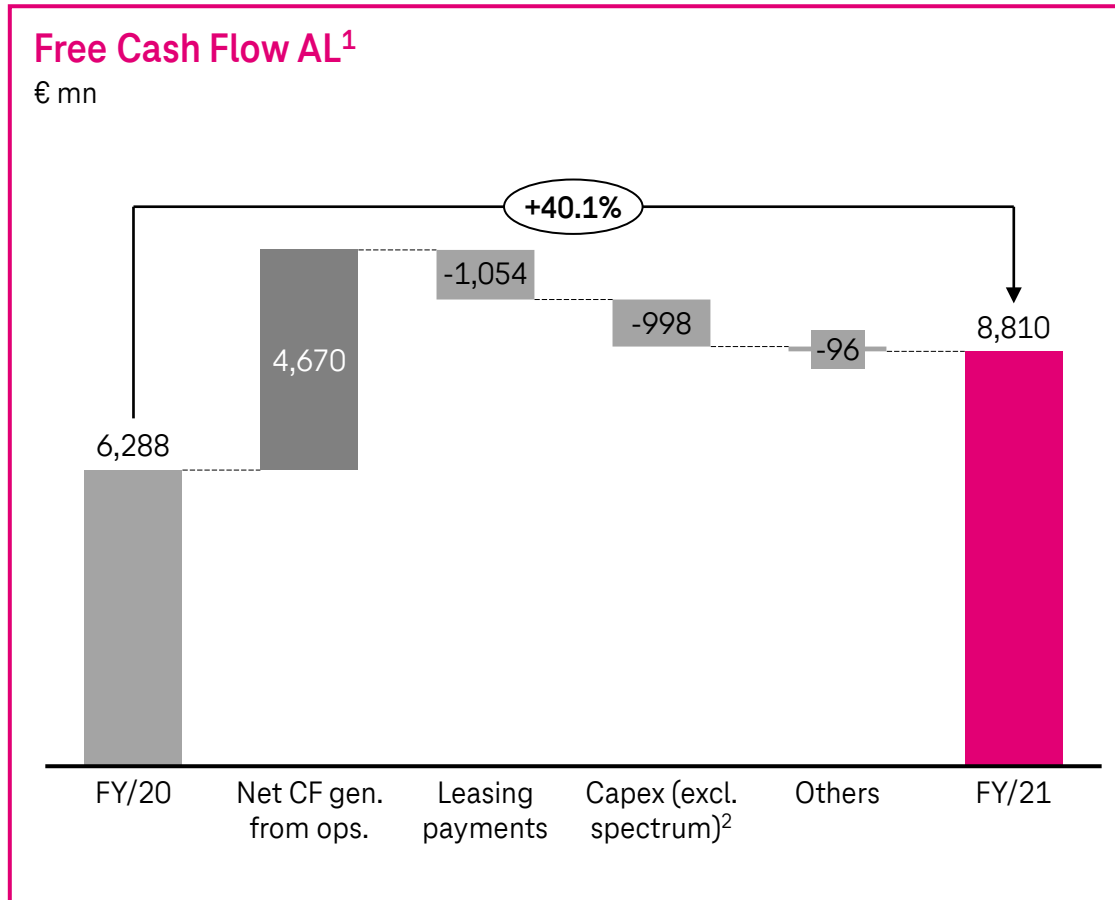 Free Cash Flow AL¹
€ mn
+40.1%
6,288
4,670
-1,054
-998
-96
8,810
FY/20
Net CF gen.
from ops.
Leasing
payments
Capex (excl.
spectrum)²
Others
FY/21